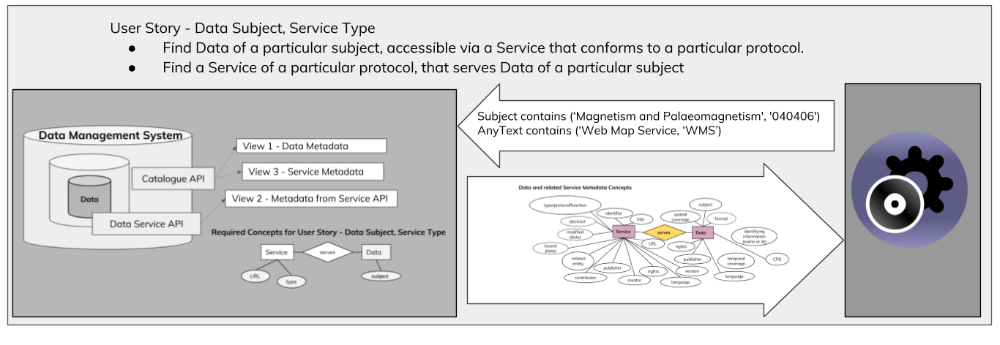 User Story - Data Subject, Service Type
● Find Data of a particular subject, accessible via a Service that conforms to a particular protocol.
● Find a Service of a particular protocol, that serves Data of a particular subject
Data Management System
Data
Catalogue API
Data Service API
View 1 - Data Metadata
View 3 - Service Metadata
View 2 - Metadata from Service API
Required Concepts for User Story - Data Subject, Service Type
Service
serves
Data
URL
type
subject
Subject contains (‘Magnetism and Palaeomagnetism', '040406')
AnyText contains (‘Web Map Service, ‘WMS’)
Data and related Service Metadata Concepts
type/protocol/function
identifier
title
abstract
modified
(date)
issued
(date)
related
entity
contributor
publisher
creator
rights
language
Service
serves
URL
Data
subject
spatial
coverage
format
identifying
information
(name or id)
CRS
rights
publisher
version
temporal
coverage
language